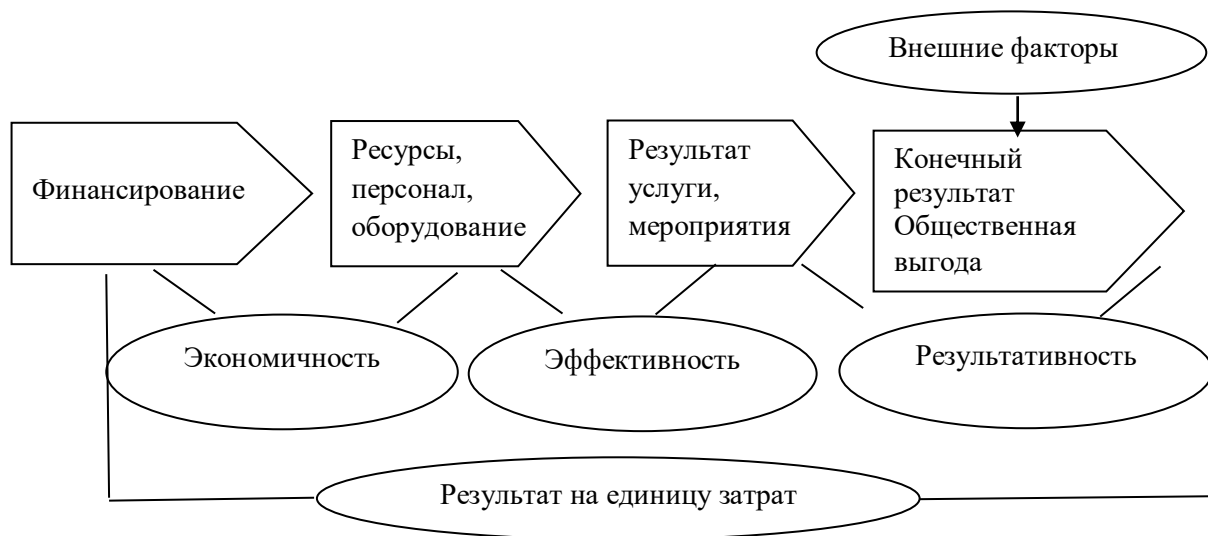 Внешние факторы
Финансирование
Ресурсы,
персонал,
оборудование
Результат
услуги,
мероприятия
Конечный
результат
Общественная
выгода
Экономичность
Эффективность
Результативность
Результат на единицу затрат